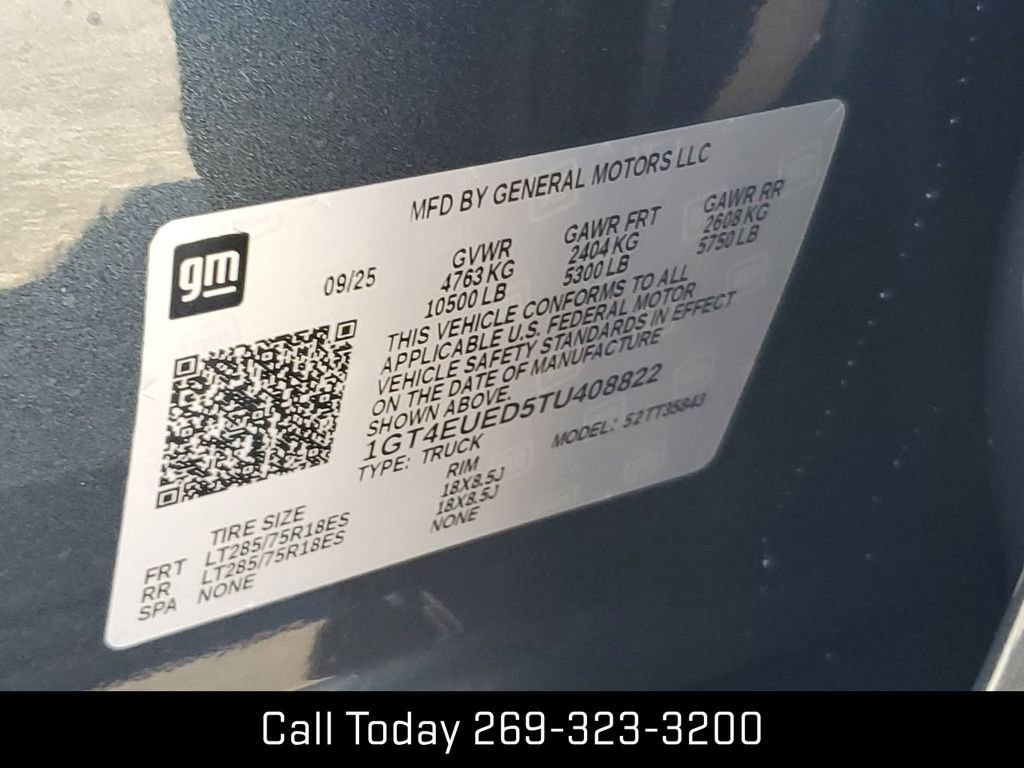 MFD BY GENERAL MOTORS LLC
gm
09/25
GVWR GAWR FRT GAWR RR
4763 KG 2404 KG 2608 KG
10500 LB 5300 LB 5750 LB
THIS VEHICLE CONFORMS TO ALL
APPLICABLE U.S. FEDERAL MOTOR
VEHICLE SAFETY STANDARDS IN EFFECT
ON THE DATE OF MANUFACTURE
SHOWN ABOVE.
1GT4EUED5TU408822
TYPE: TRUCK MODEL: 52TT35843
TIRE SIZE RIM
FRT LT285/75R18ES 18X8.5J
RR LT285/75R18ES 18X8.5J
SPA NONE NONE
Call Today 269-323-3200